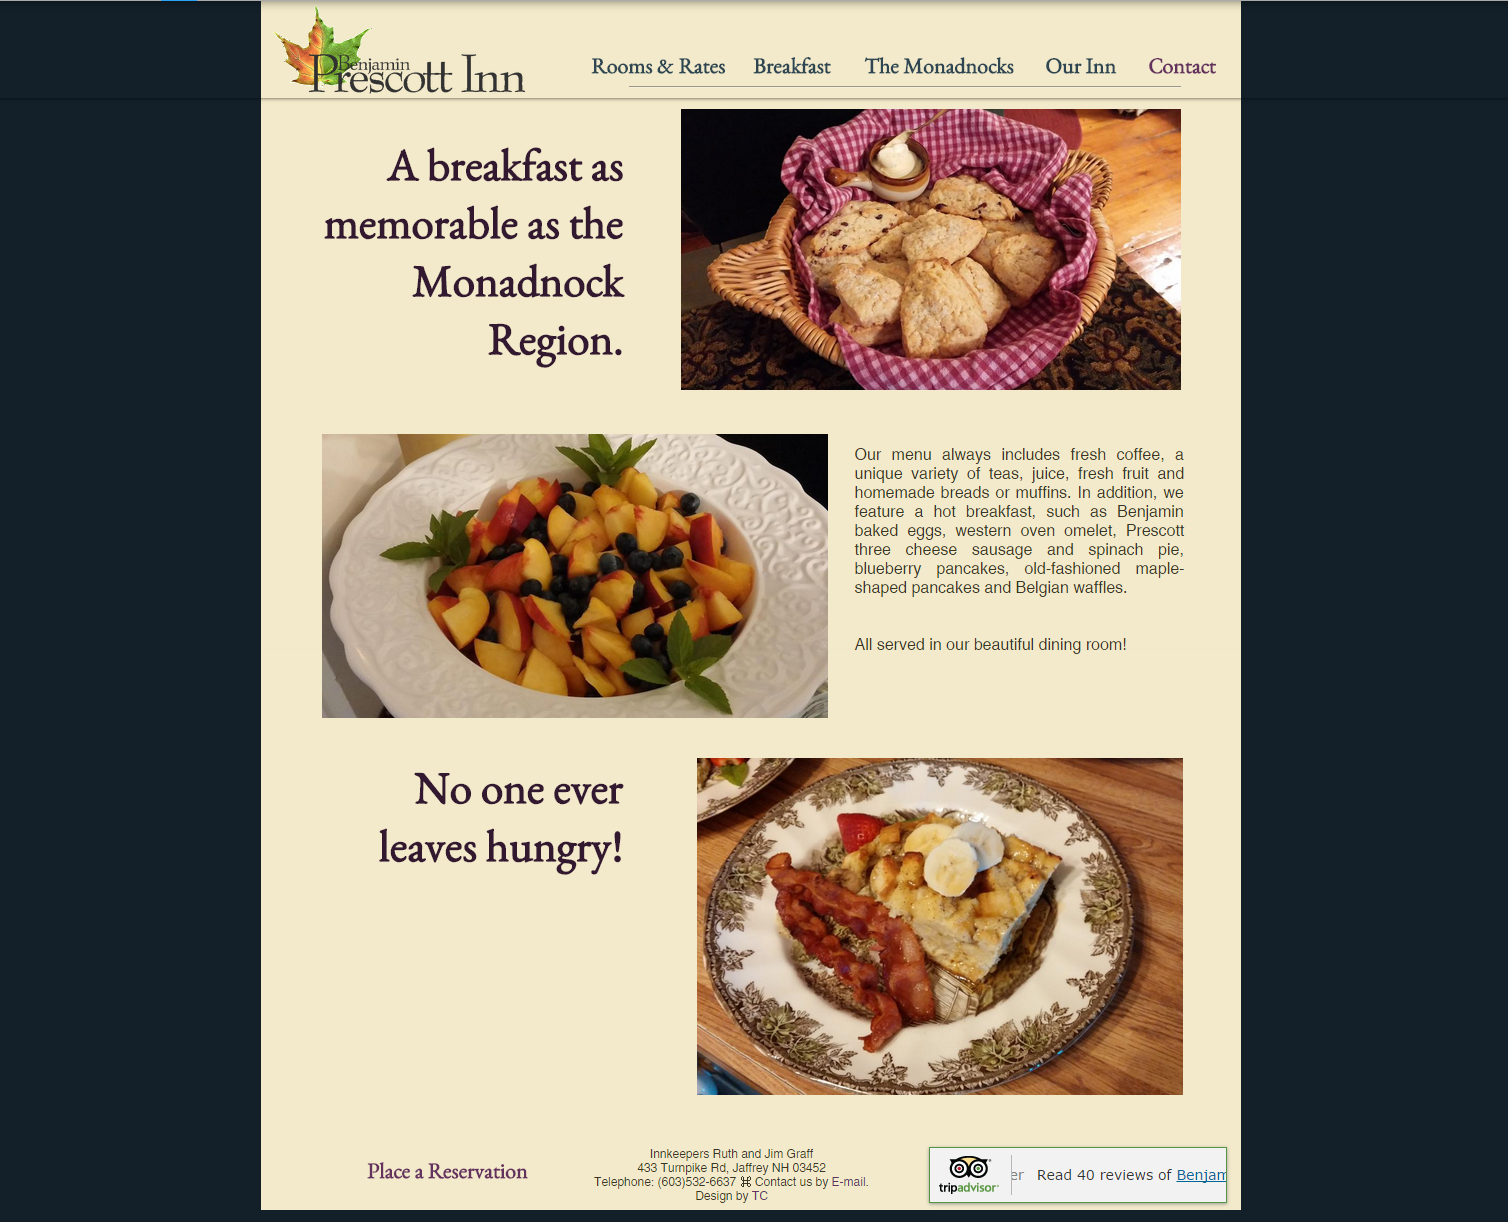 Benjamin
Prescott Inn
Rooms & Rates Breakfast The Monadnocks Our Inn Contact
A breakfast as
memorable as the
Monadnock
Region.
Our menu always includes fresh coffee, a
unique variety of teas, juice, fresh fruit and
homemade breads or muffins. In addition, we
feature a hot breakfast, such as Benjamin
baked eggs, western oven omelet, Prescott
three cheese sausage and spinach pie,
blueberry pancakes, old-fashioned maple-
shaped pancakes and Belgian waffles.
All served in our beautiful dining room!
No one ever
leaves hungry!
Place a Reservation
Innkeepers Ruth and Jim Graff
433 Turnpike Rd, Jaffrey NH 03452
Telephone: (603)532-6637 ⌘ Contact us by E-mail.
Design by TC
tripadvisor
er Read 40 reviews of Benjam